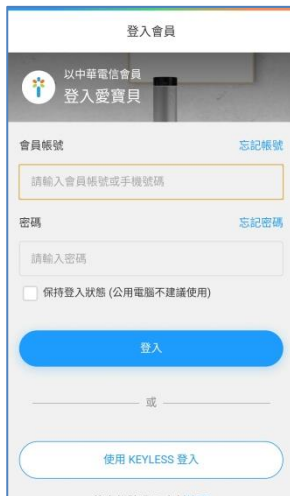 登入會員
以中華電信會員
登入愛寶貝
會員帳號 忘記帳號
請輸入會員帳號或手機號碼
密碼 忘記密碼
請輸入密碼
保持登入狀態 (公用電腦不建議使用)
登入
或
使用 KEYLESS 登入